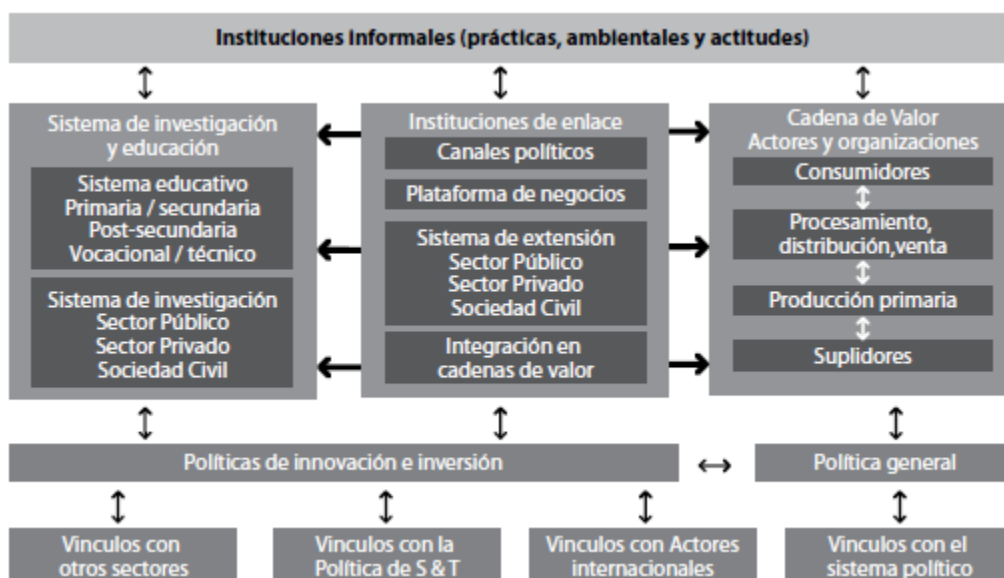 Instituciones informales (prácticas, ambientales y actitudes)
Sistema de investigación
y educación
Sistema educativo
Primaria / secundaria
Post-secundaria
Vocacional / técnico
Sistema de investigación
Sector Público
Sector Privado
Sociedad Civil
Instituciones de enlace
Canales políticos
Plataforma de negocios
Sistema de extensión
Sector Público
Sector Privado
Sociedad Civil
Integración en
cadenas de valor
Cadena de Valor
Actores y organizaciones
Consumidores
Procesamiento,
distribución,venta
Producción primaria
Suplidores
Políticas de innovación e inversión
Política general
Vinculos con
otros sectores
Vinculos con la
Política de S & T
Vinculos con Actores
internacionales
Vinculos con el
sistema político